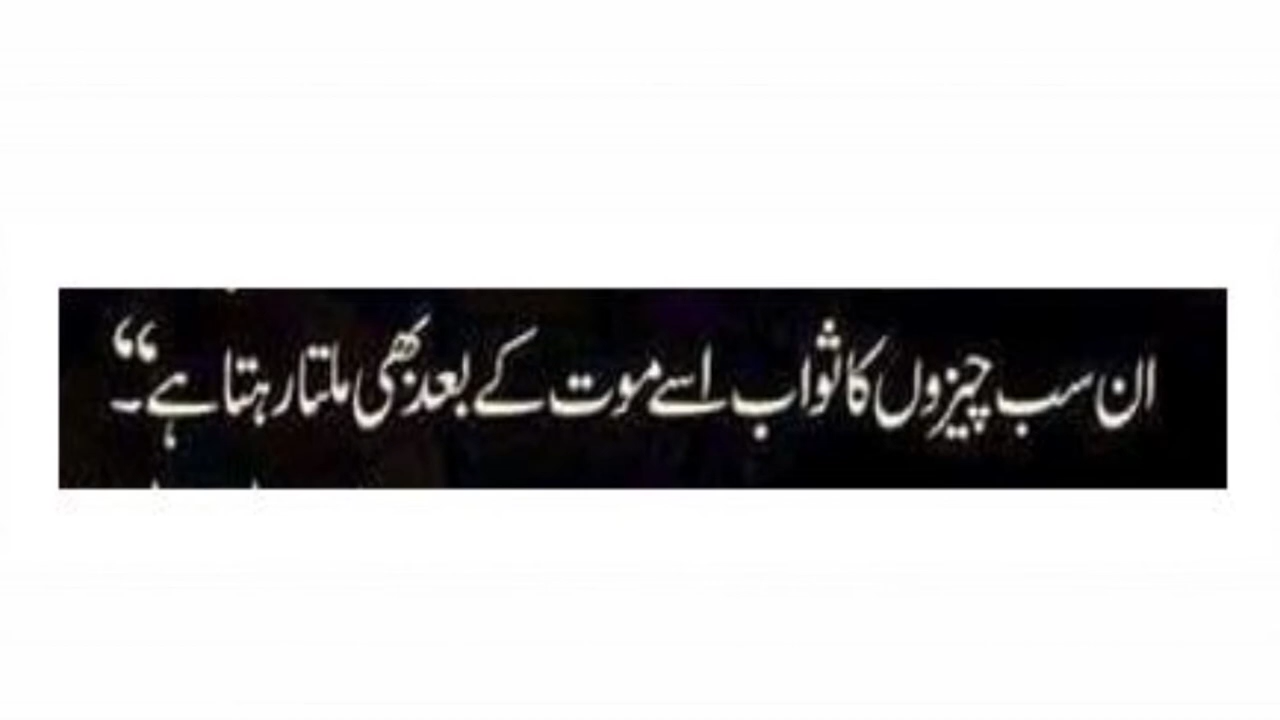 ان سب چیزوں کا ثواب اسے موت کے بعد بھی ملتا رہتا ہے۔“